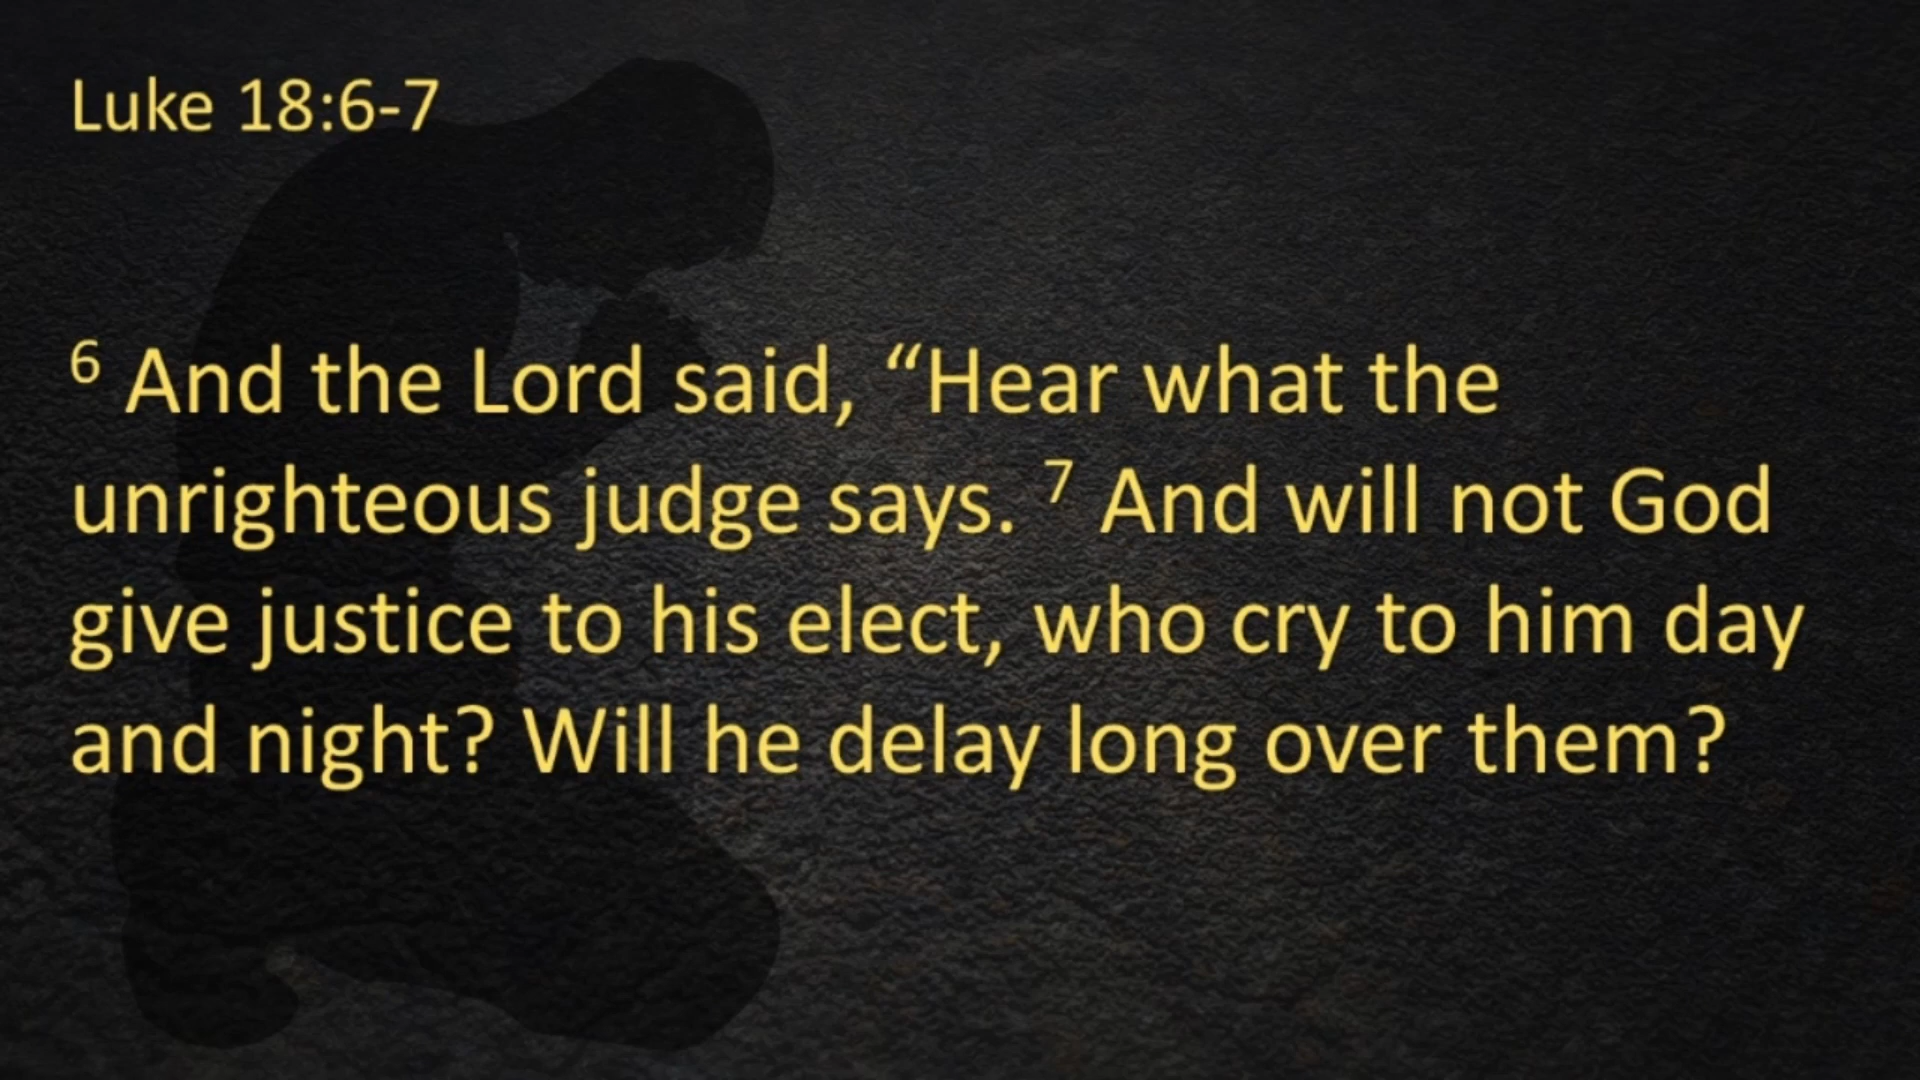 Luke 18:6-7
6 And the Lord said, “Hear what the
unrighteous judge says. 7 And will not God
give justice to his elect, who cry to him day
and night? Will he delay long over them?